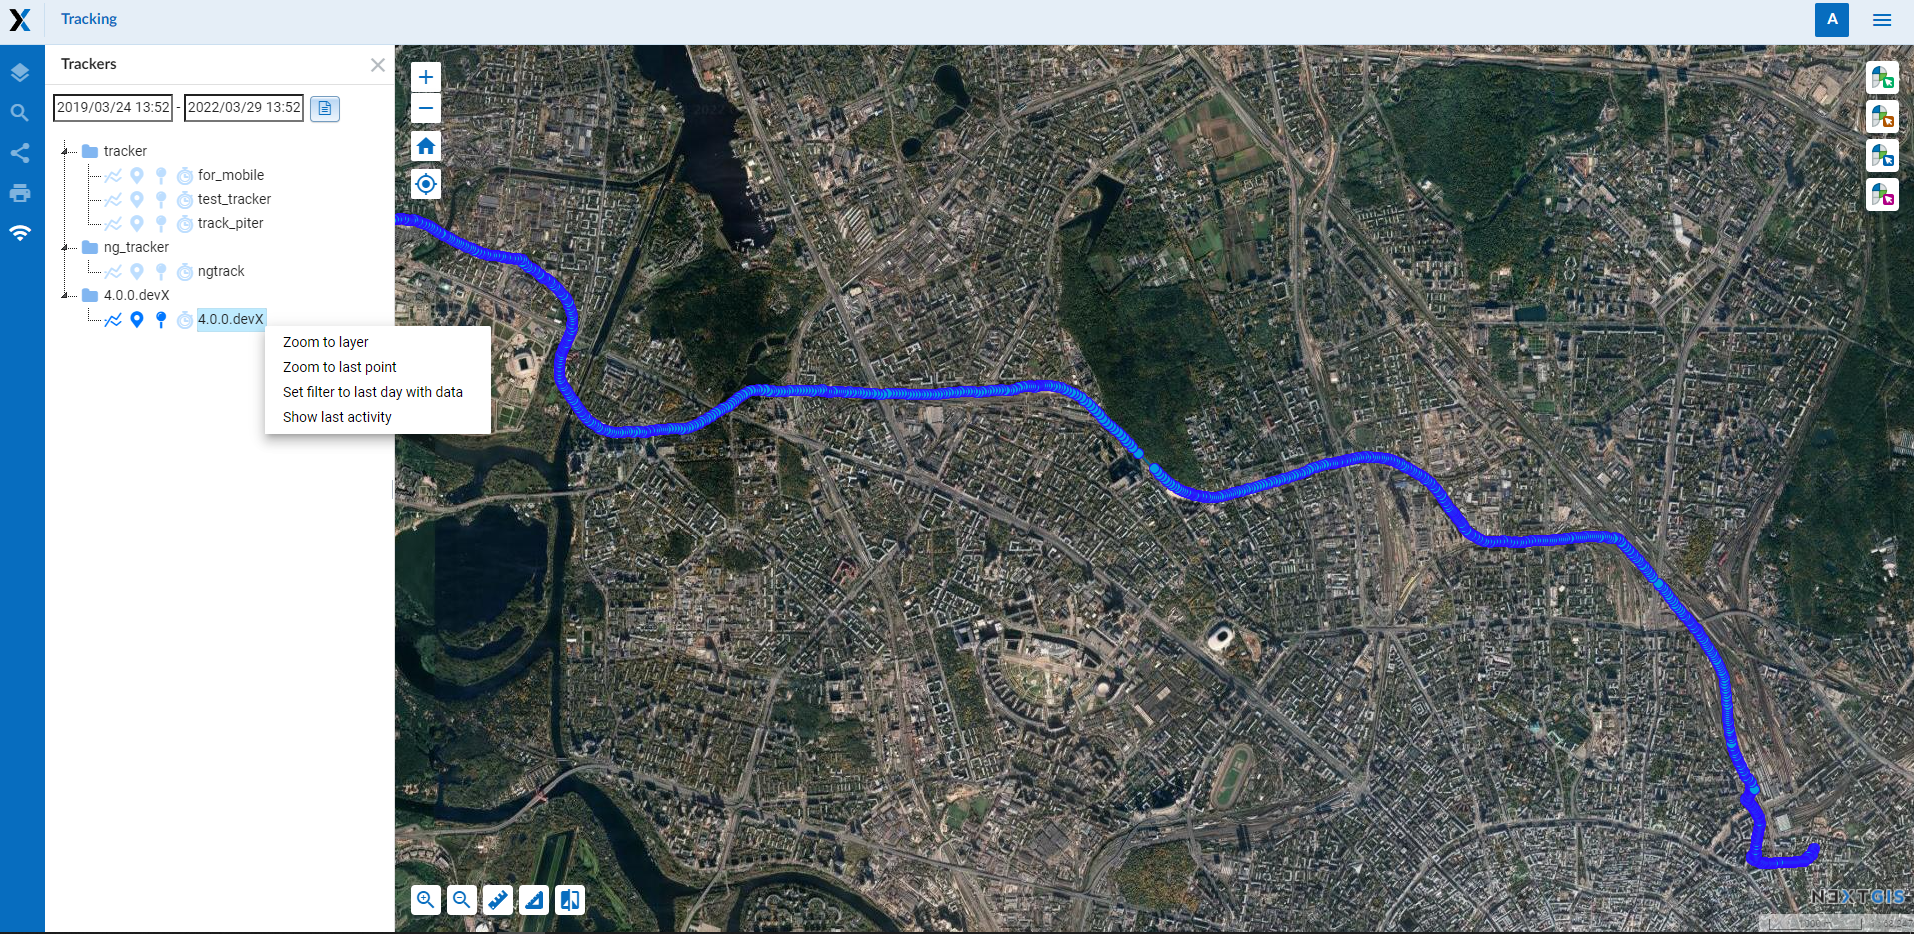 Tracking
A
Trackers
2019/03/24 13:52 - 2022/03/29 13:52
tracker
for_mobile
test_tracker
track_piter
ng_tracker
ngtrack
4.0.0.devX
4.0.0.devX
Zoom to layer
Zoom to last point
Set filter to last day with data
Show last activity
NEXTGIS